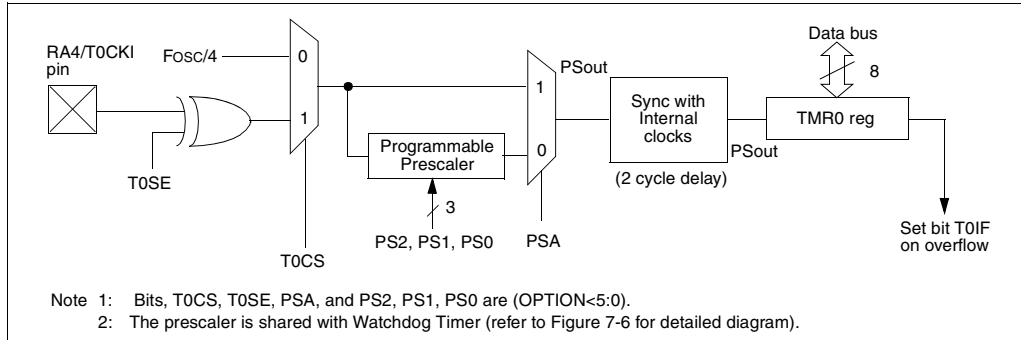 RA4/T0CKI
pin
FOSC/4
0
1
T0SE
T0CS
Programmable
Prescaler
3
PS2, PS1, PS0
1
0
PSA
PSout
Sync with
Internal
clocks
(2 cycle delay)
PSout
Data bus
8
TMR0 reg
Set bit T0IF
on overflow
Note 1: Bits, T0CS, T0SE, PSA, and PS2, PS1, PS0 are (OPTION<5:0).
2: The prescaler is shared with Watchdog Timer (refer to Figure 7-6 for detailed diagram).